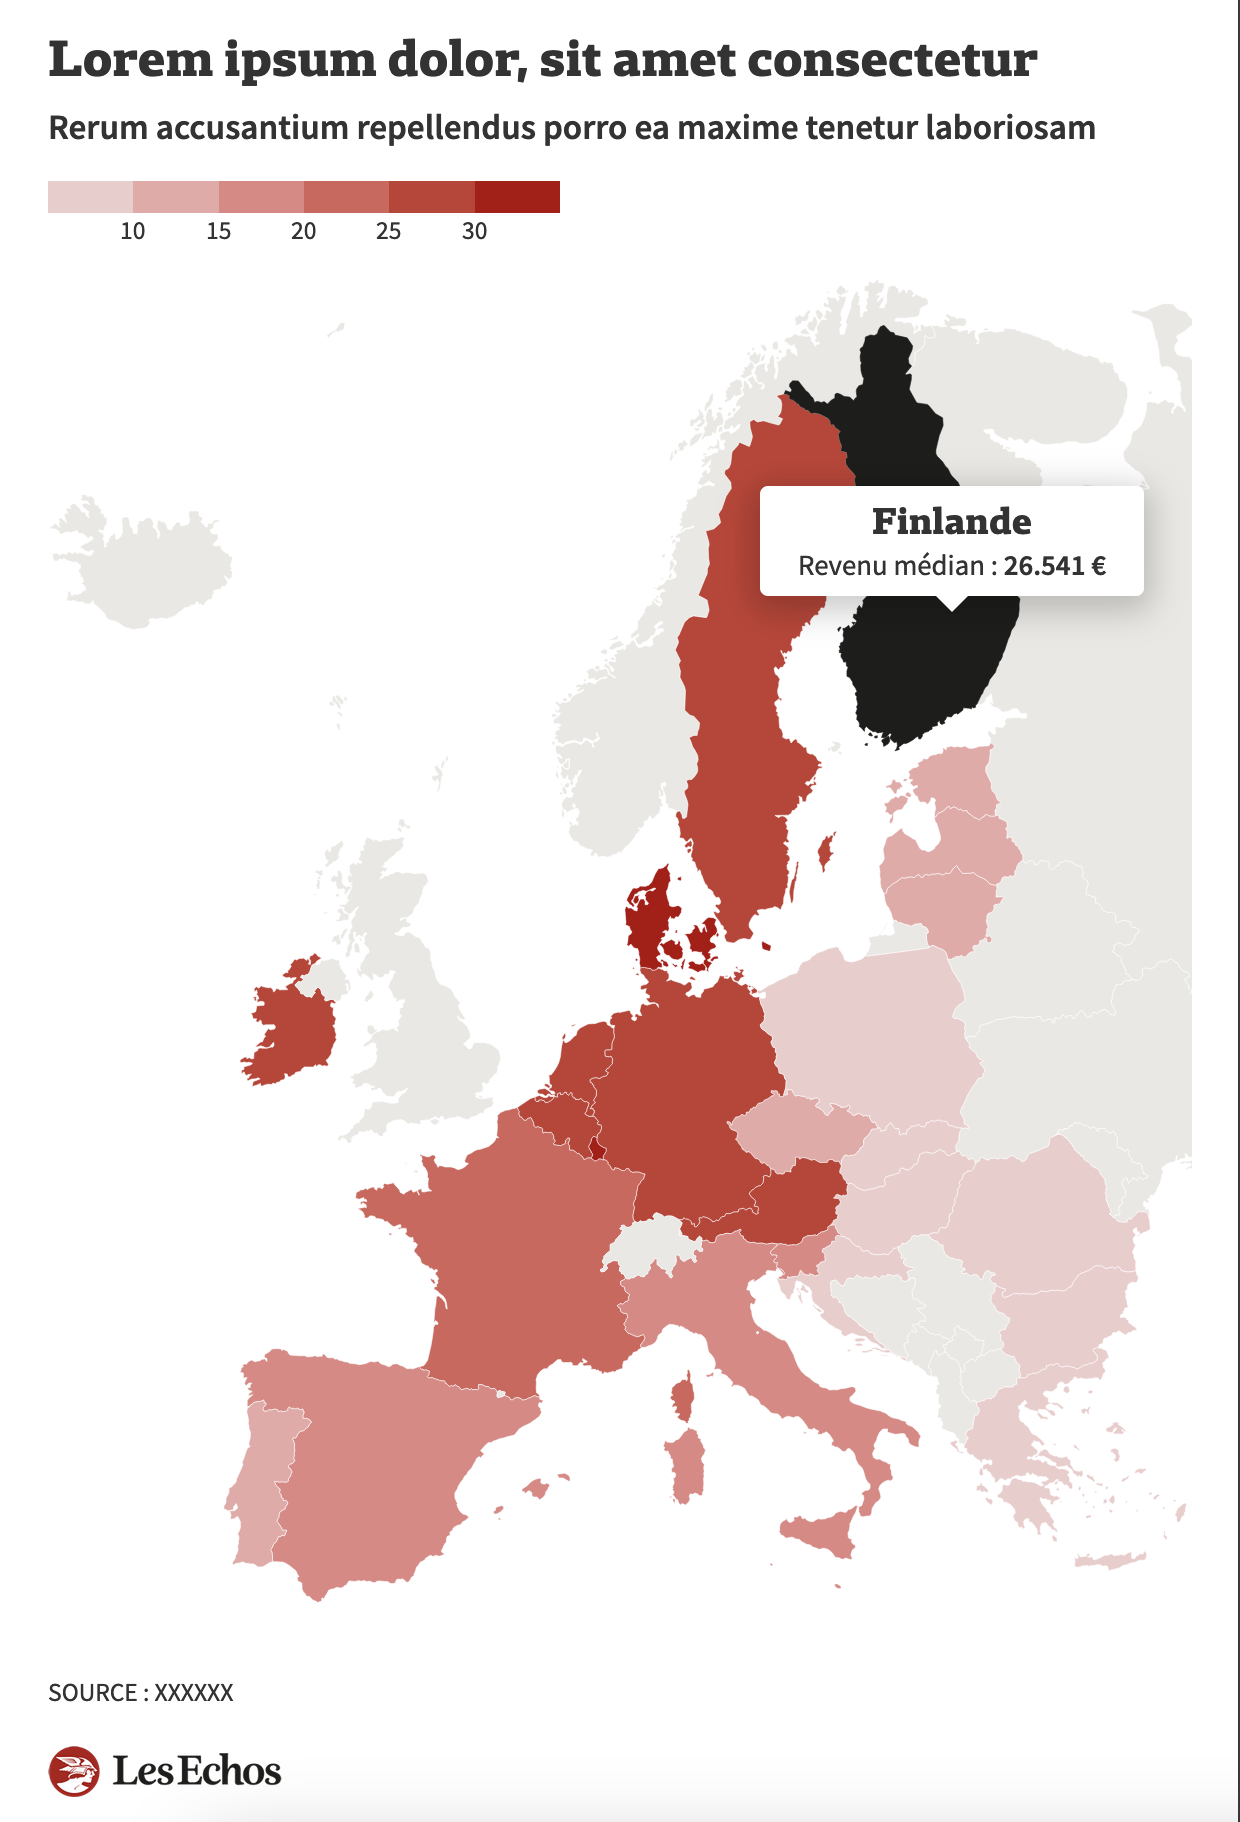 Lorem ipsum dolor, sit amet consectetur
Rerum accusantium repellendus porro ea maxime tenetur laboriosam
10 15 20 25 30
Finlande
Revenu médian : 26.541 €
SOURCE : XXXXXX
Les Echos